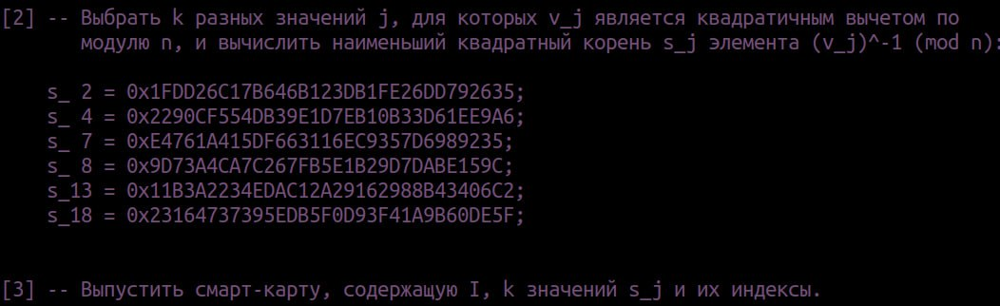 [2] -- Выбрать k разных значений j, для которых v_j является квадратичным вычетом по
модулю n, и вычислить наименьший квадратный корень s_j элемента (v_j)^-1 (mod n):
s_ 2 = 0x1FDD26C17B646B123DB1FE26DD792635;
s_ 4 = 0x2290CF554DB39E1D7EB10B33D61EE9A6;
s_ 7 = 0xE4761A415DF663116EC9357D6989235;
s_ 8 = 0x9D73A4CA7C267FB5E1B29D7DABE159C;
s_13 = 0x11B3A2234EDAC12A29162988B43406C2;
s_18 = 0x23164737395EDB5F0D93F41A9B60DE5F;
[3] -- Выпустить смарт-карту, содержащую I, k значений s_j и их индексы.